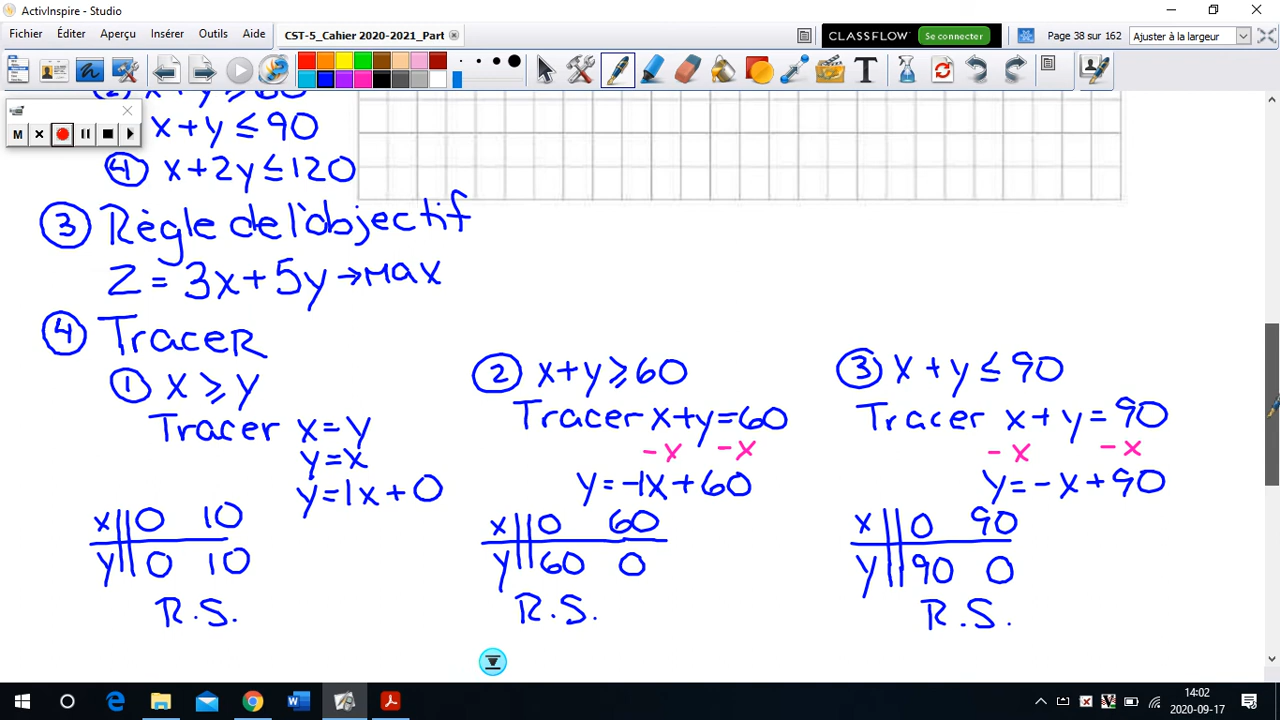 ActivInspire - Studio
Fichier Éditer Aperçu Insérer Outils Aide CST-5_Cahier 2020-2021_Part CLASSFLOW Se connecter Page 38 sur 162 Ajuster à la largeur
② x+y ≥ 60
M
x+y ≤ 90
④ x+2y ≤ 120
③ Règle de l'objectif
Z = 3x+5y → MAX
④ Tracer
① x ≥ y
Tracer x=y
y=x
y=1x+0
x || 0 10
y || 0 10
R.S.
② x+y ≥ 60
Tracer x+y=60
-x -x
y=-1x+60
x || 0 60
y || 60 0
R.S.
③ x+y ≤ 90
Tracer x+y=90
-x -x
y=-x+90
x || 0 90
y || 90 0
R.S.
14:02
2020-09-17